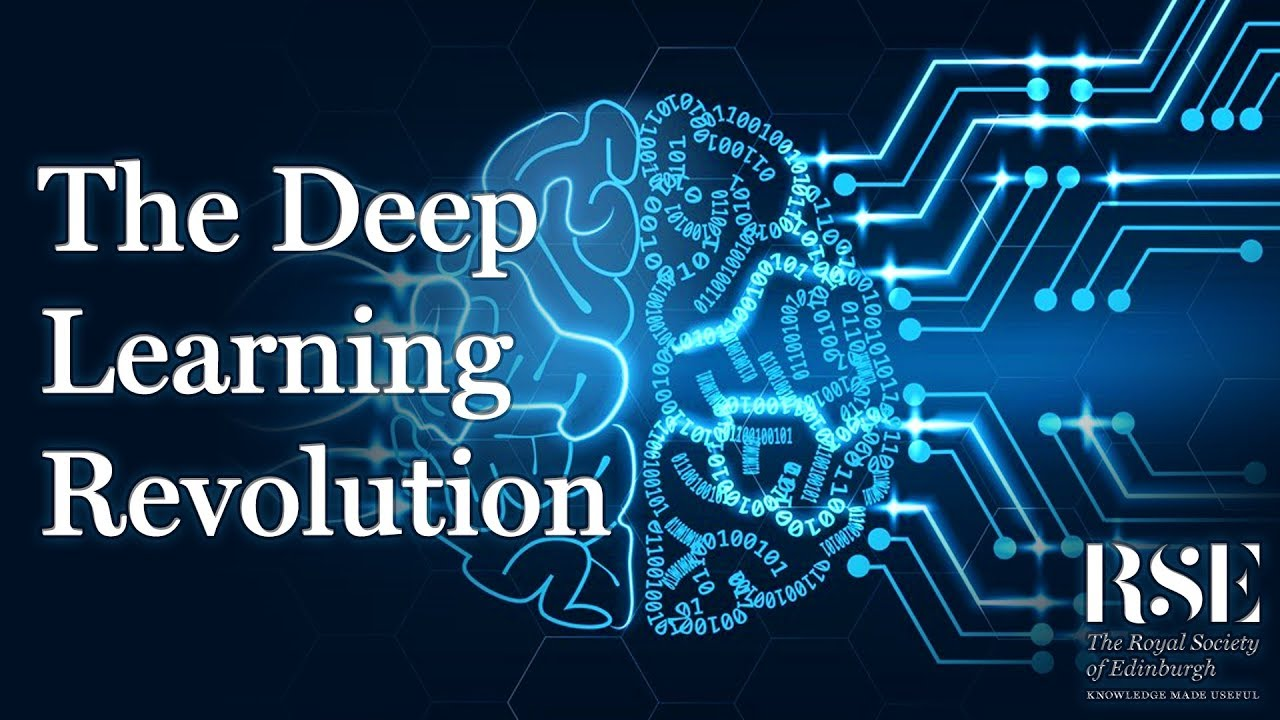 The Deep
Learning
Revolution
RSE
The Royal Society
of Edinburgh
KNOWLEDGE MADE USEFUL